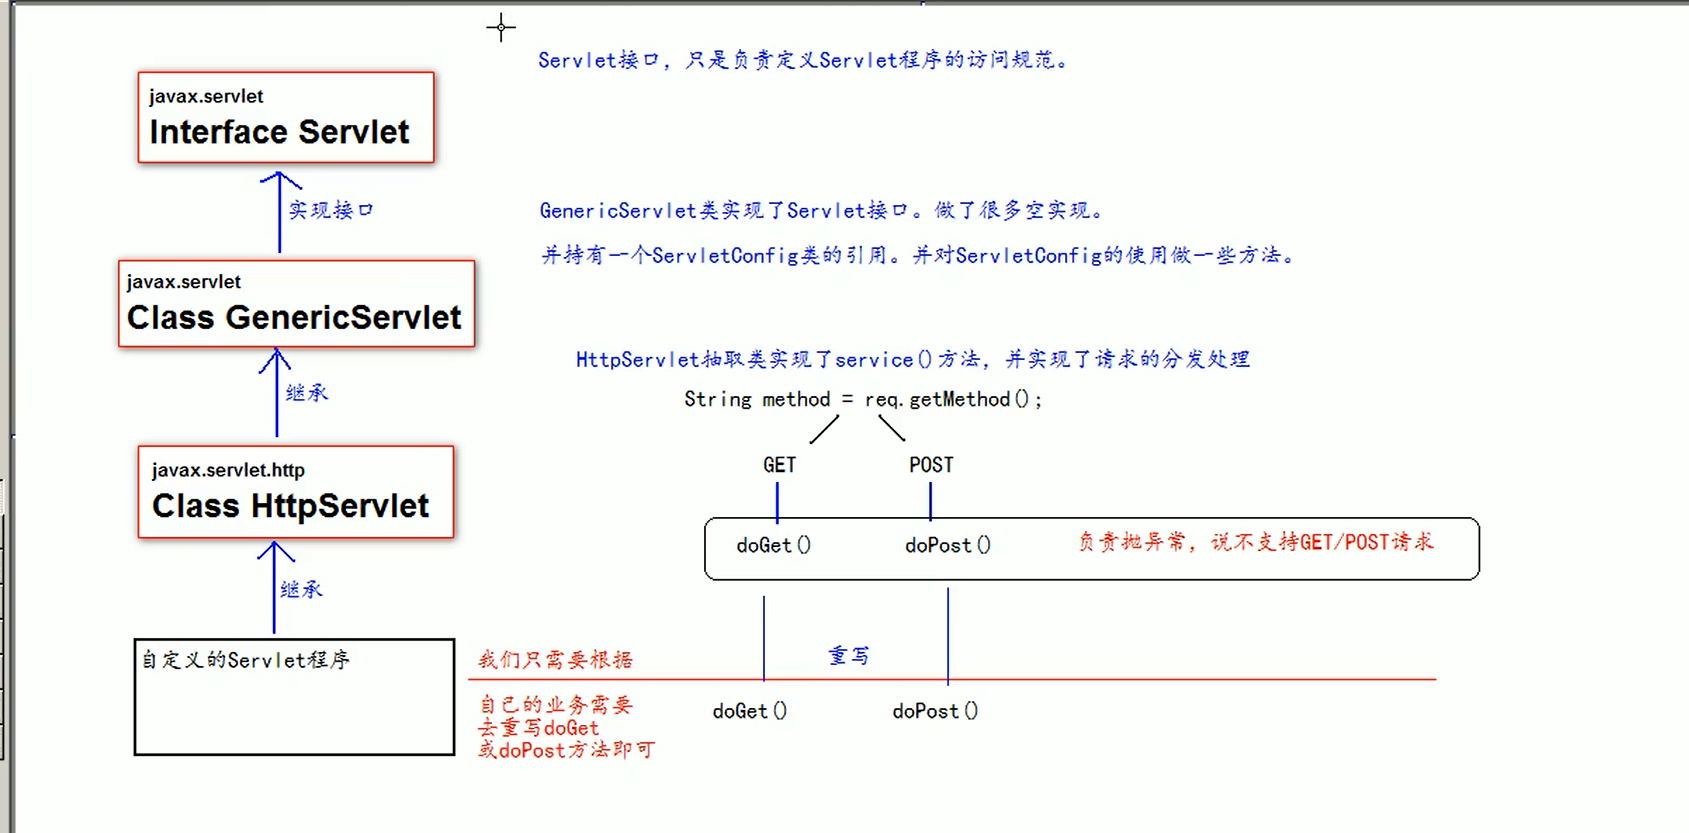 Servlet接口，只是负责定义Servlet程序的访问规范。
javax.servlet
Interface Servlet
实现接口
GenericServlet类实现了Servlet接口。做了很多空实现。
并持有一个ServletConfig类的引用。并对ServletConfig的使用做一些方法。
javax.servlet
Class GenericServlet
继承
HttpServlet抽取类实现了service()方法，并实现了请求的分发处理
String method = req.getMethod();
GET
POST
javax.servlet.http
Class HttpServlet
doGet()
doPost()
负责抛异常，说不支持GET/POST请求
继承
自定义的Servlet程序
我们只需要根据
重写
自己的业务需要
去重写doGet
或doPost方法即可
doGet()
doPost()